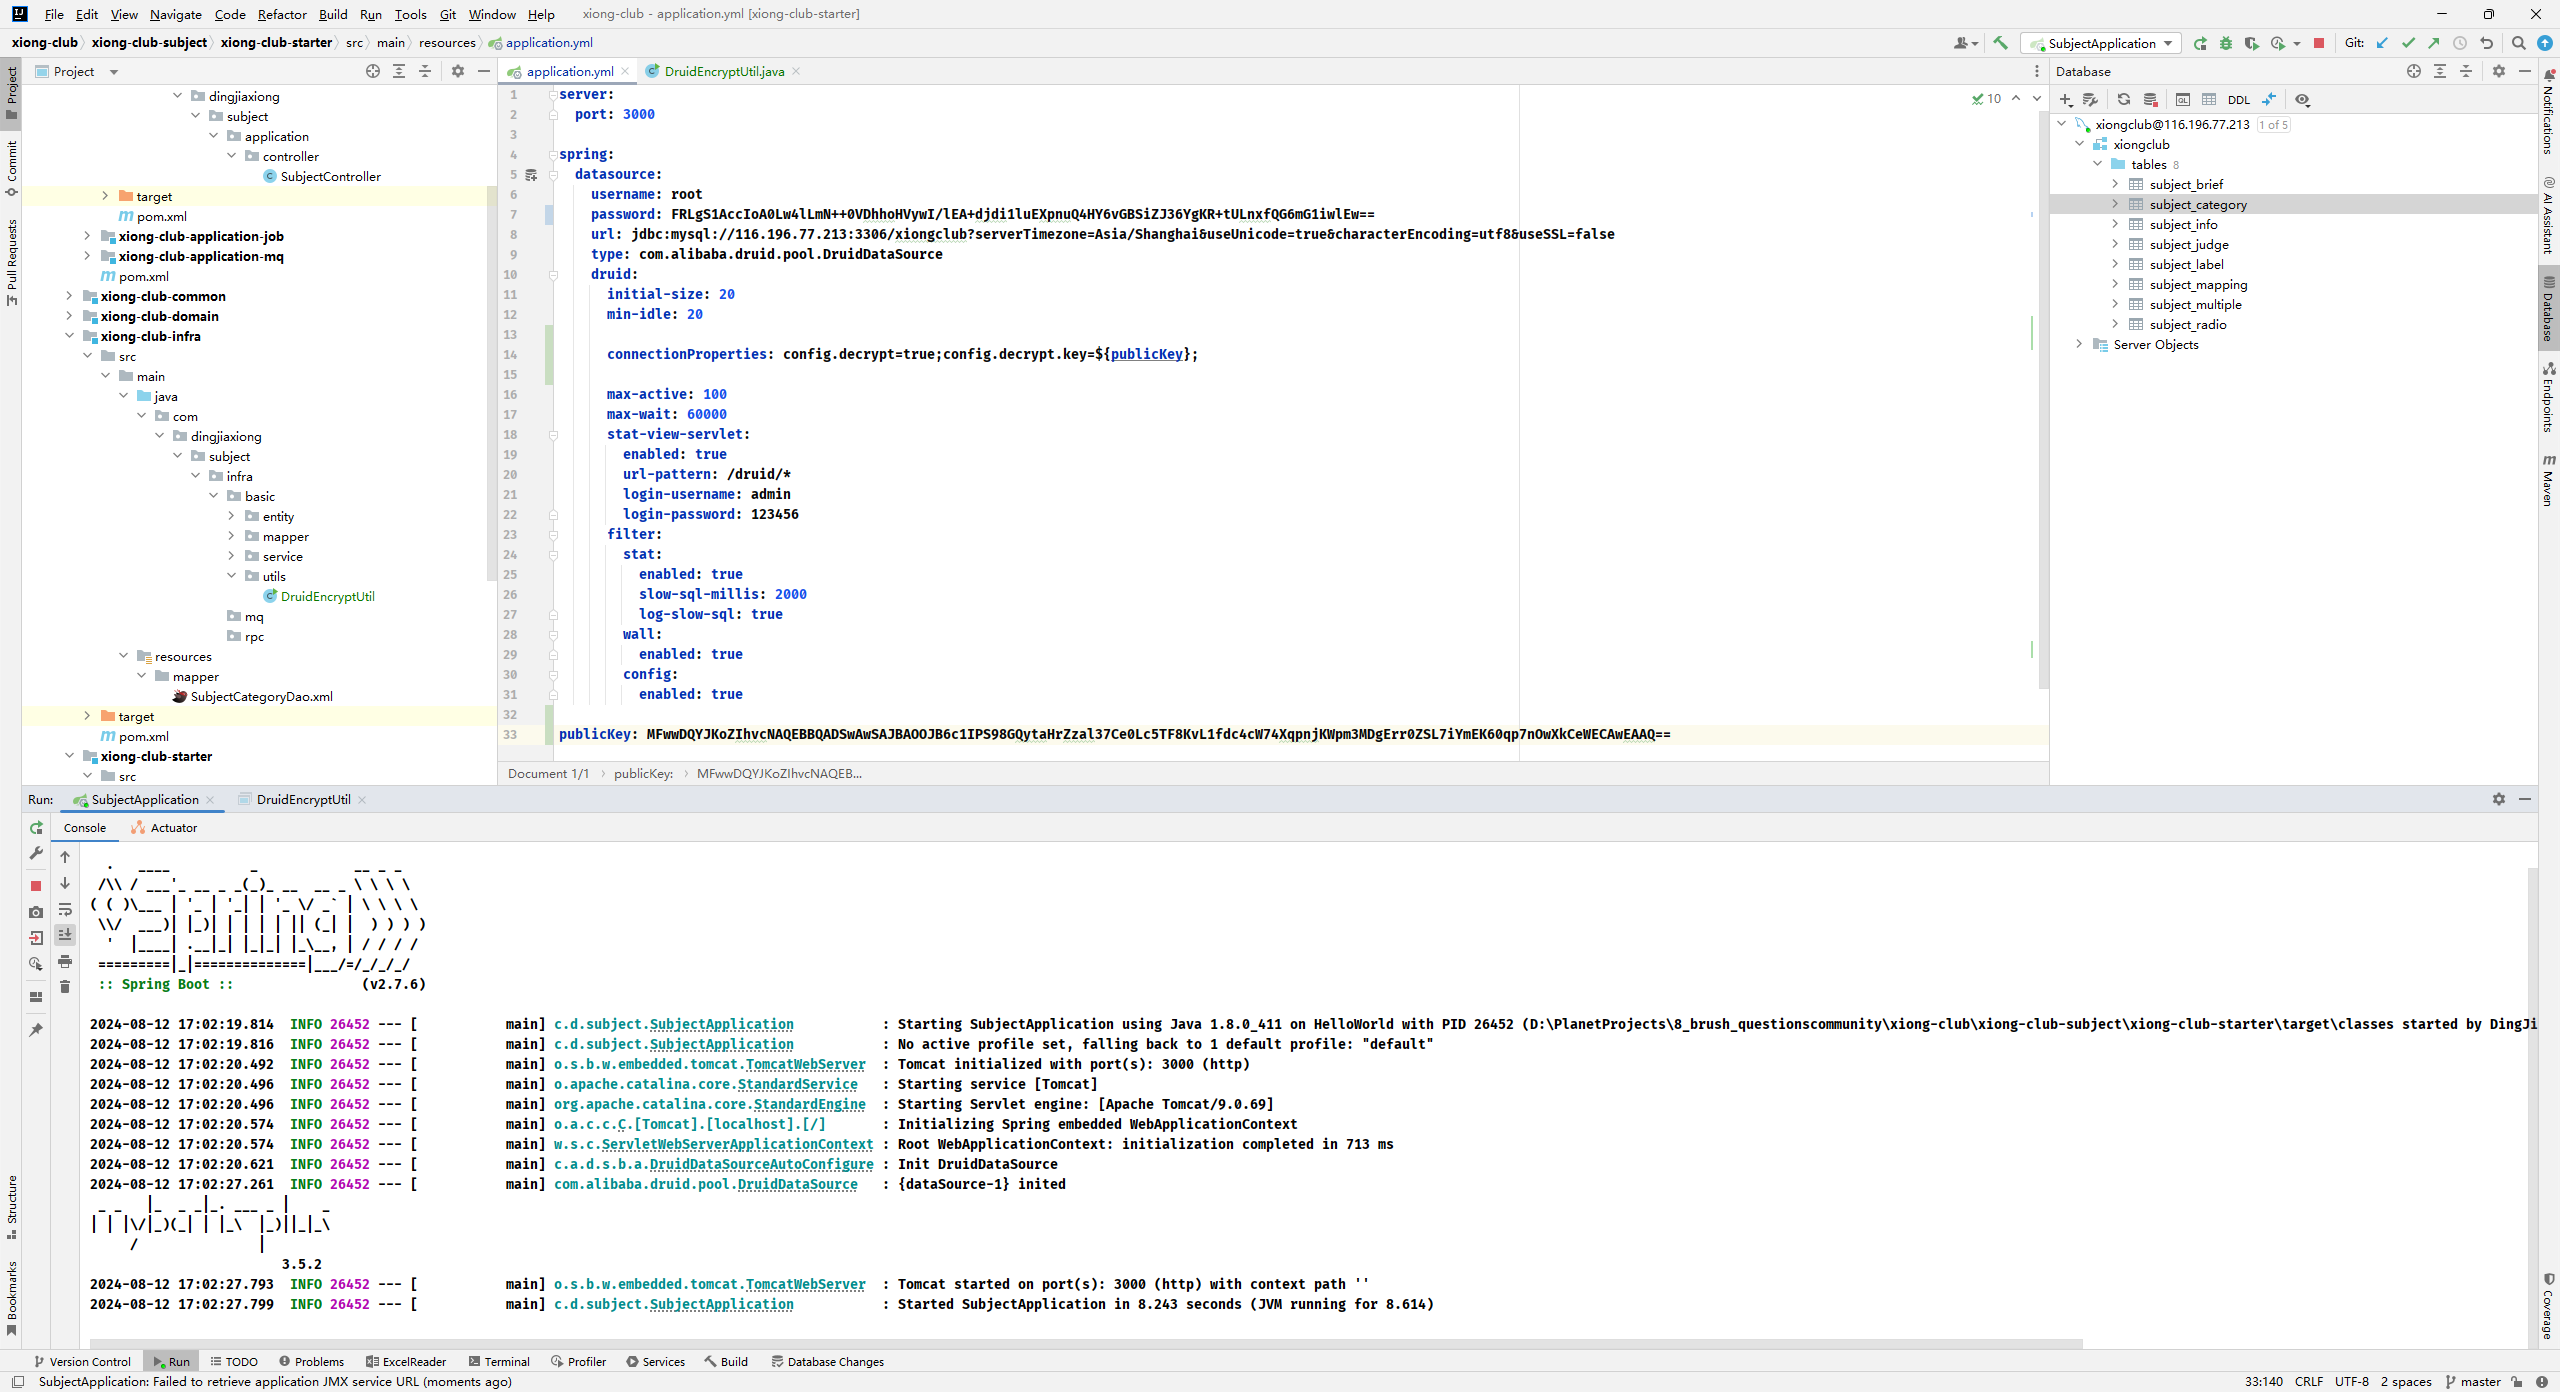 File Edit View Navigate Code Refactor Build Run Tools Git Window Help xiong-club - application.yml [xiong-club-starter]
xiong-club xiong-club-subject xiong-club-starter src main resources application.yml
SubjectApplication Git:
Project
application.yml DruidEncryptUtil.java
Database
Project
Commit
Pull Requests
Structure
Bookmarks
dingjiaxiong
subject
application
controller
SubjectController
target
pom.xml
xiong-club-application-job
xiong-club-application-mq
pom.xml
xiong-club-common
xiong-club-domain
xiong-club-infra
src
main
java
com
dingjiaxiong
subject
infra
basic
entity
mapper
service
utils
DruidEncryptUtil
mq
rpc
resources
mapper
SubjectCategoryDao.xml
target
pom.xml
xiong-club-starter
src
10
1 server:
2 port: 3000
3
4 spring:
5 datasource:
6 username: root
7 password: FRLgS1AccIoA0Lw4lLmN++0VDhhoHVywI/lEA+djdi1luEXpnuQ4HY6vGBSiZJ36YgKR+tULnxfQG6mG1iwlEw==
8 url: jdbc:mysql://116.196.77.213:3306/xiongclub?serverTimezone=Asia/Shanghai&useUnicode=true&characterEncoding=utf8&useSSL=false
9 type: com.alibaba.druid.pool.DruidDataSource
10 druid:
11 initial-size: 20
12 min-idle: 20
13
14 connectionProperties: config.decrypt=true;config.decrypt.key=${publicKey};
15
16 max-active: 100
17 max-wait: 60000
18 stat-view-servlet:
19 enabled: true
20 url-pattern: /druid/*
21 login-username: admin
22 login-password: 123456
23 filter:
24 stat:
25 enabled: true
26 slow-sql-millis: 2000
27 log-slow-sql: true
28 wall:
29 enabled: true
30 config:
31 enabled: true
32
33 publicKey: MFwwDQYJKoZIhvcNAQEBBQADSwAwSAJBAOOJB6c1IPS98GQytaHrZzal37Ce0Lc5TF8KvL1fdc4cW74XqpnjKWpm3MDgErr0ZSL7iYmEK60qp7nOwXkCeWECAwEAAQ==
Document 1/1 publicKey: MFwwDQYJKoZIhvcNAQEB...
DDL
xiongclub@116.196.77.213 1 of 5
xiongclub
tables 8
subject_brief
subject_category
subject_info
subject_judge
subject_label
subject_mapping
subject_multiple
subject_radio
Server Objects
Notifications
AI Assistant
Database
Endpoints
Maven
Coverage
Run: SubjectApplication DruidEncryptUtil
Console Actuator
:: Spring Boot :: (v2.7.6)
2024-08-12 17:02:19.814 INFO 26452 --- [ main] c.d.subject.SubjectApplication : Starting SubjectApplication using Java 1.8.0_411 on HelloWorld with PID 26452 (D:\PlanetProjects\8_brush_questionscommunity\xiong-club\xiong-club-subject\xiong-club-starter\target\classes started by DingJi
2024-08-12 17:02:19.816 INFO 26452 --- [ main] c.d.subject.SubjectApplication : No active profile set, falling back to 1 default profile: "default"
2024-08-12 17:02:20.492 INFO 26452 --- [ main] o.s.b.w.embedded.tomcat.TomcatWebServer : Tomcat initialized with port(s): 3000 (http)
2024-08-12 17:02:20.496 INFO 26452 --- [ main] o.apache.catalina.core.StandardService : Starting service [Tomcat]
2024-08-12 17:02:20.496 INFO 26452 --- [ main] org.apache.catalina.core.StandardEngine : Starting Servlet engine: [Apache Tomcat/9.0.69]
2024-08-12 17:02:20.574 INFO 26452 --- [ main] o.a.c.c.C.[Tomcat].[localhost].[/] : Initializing Spring embedded WebApplicationContext
2024-08-12 17:02:20.574 INFO 26452 --- [ main] w.s.c.ServletWebServerApplicationContext : Root WebApplicationContext: initialization completed in 713 ms
2024-08-12 17:02:20.621 INFO 26452 --- [ main] c.a.d.s.b.a.DruidDataSourceAutoConfigure : Init DruidDataSource
2024-08-12 17:02:27.261 INFO 26452 --- [ main] com.alibaba.druid.pool.DruidDataSource : {dataSource-1} inited
3.5.2
2024-08-12 17:02:27.793 INFO 26452 --- [ main] o.s.b.w.embedded.tomcat.TomcatWebServer : Tomcat started on port(s): 3000 (http) with context path ''
2024-08-12 17:02:27.799 INFO 26452 --- [ main] c.d.subject.SubjectApplication : Started SubjectApplication in 8.243 seconds (JVM running for 8.614)
Version Control Run TODO Problems ExcelReader Terminal Profiler Services Build Database Changes
SubjectApplication: Failed to retrieve application JMX service URL (moments ago) 33:140 CRLF UTF-8 2 spaces master